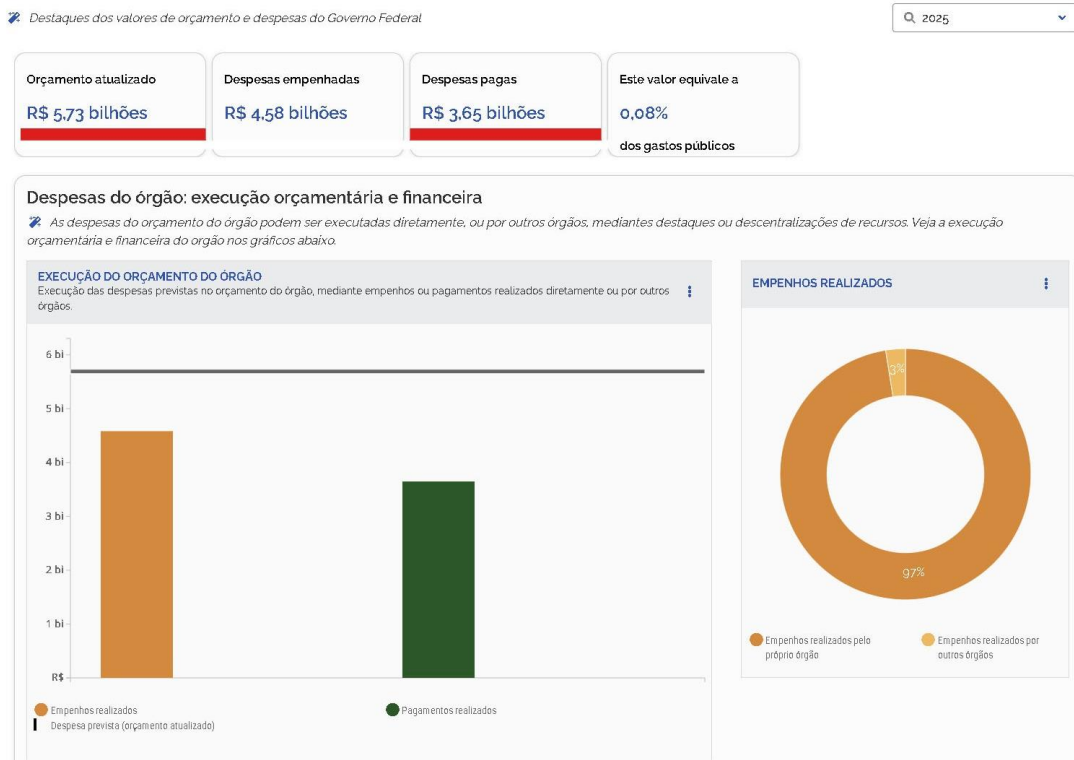 Destaques dos valores de orçamento e despesas do Governo Federal
2025
Orçamento atualizado
R$ 5,73 bilhões
Despesas empenhadas
R$ 4,58 bilhões
Despesas pagas
R$ 3,65 bilhões
Este valor equivale a
0,08%
dos gastos públicos
Despesas do órgão: execução orçamentária e financeira
As despesas do orçamento do órgão podem ser executadas diretamente, ou por outros órgãos, mediantes destaques ou descentralizações de recursos. Veja a execução
orçamentária e financeira do orgão nos gráficos abaixo.
EXECUÇÃO DO ORÇAMENTO DO ÓRGÃO
Execução das despesas previstas no orçamento do órgão, mediante empenhos ou pagamentos realizados diretamente ou por outros
órgãos.
6 bi
5 bi
4 bi
3 bi
2 bi
1 bi
R$
Empenhos realizados
Pagamentos realizados
Despesa prevista (orçamento atualizado)
EMPENHOS REALIZADOS
3%
97%
Empenhos realizados pelo
próprio órgão
Empenhos realizados por
outros órgãos